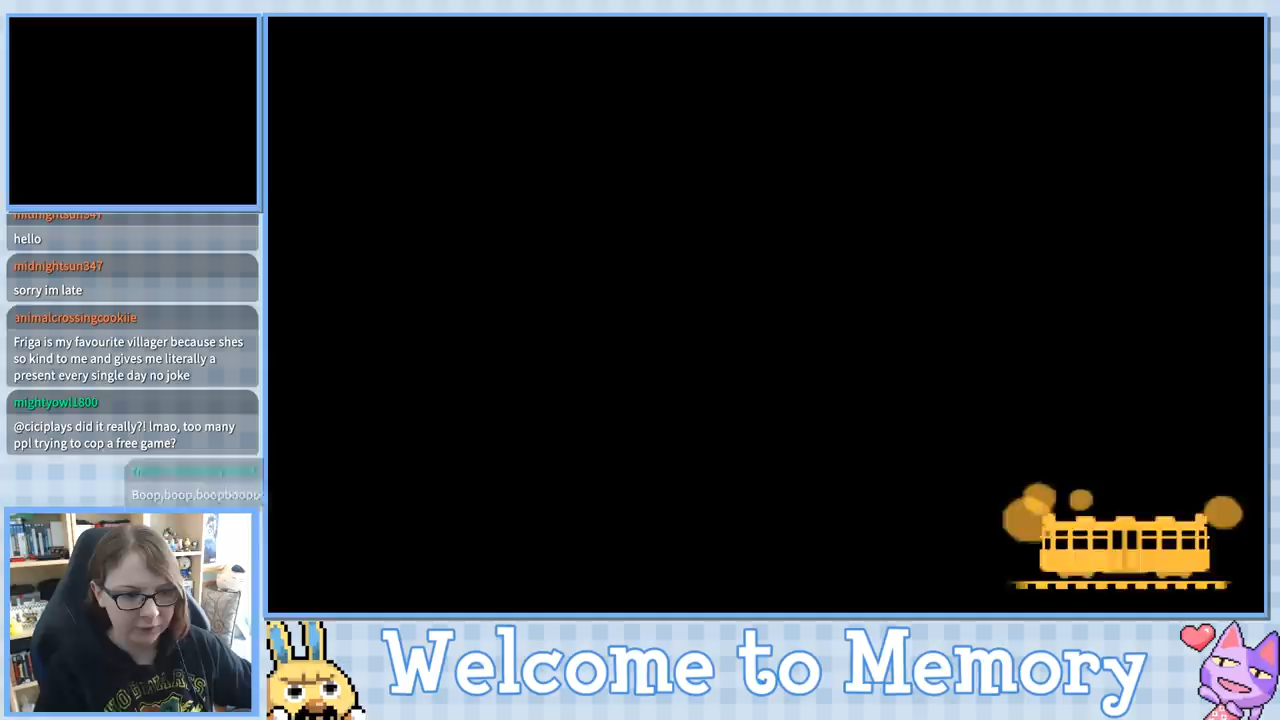 midnightsun347
hello
midnightsun347
sorry im late
animalcrossingcookiie
Friga is my favourite villager because shes
so kind to me and gives me literally a
present every single day no joke
mightyowl1800
@ciciplays did it really?! lmao, too many
ppl trying to cop a free game?
Boop,boop,boopboop
Welcome to Memory